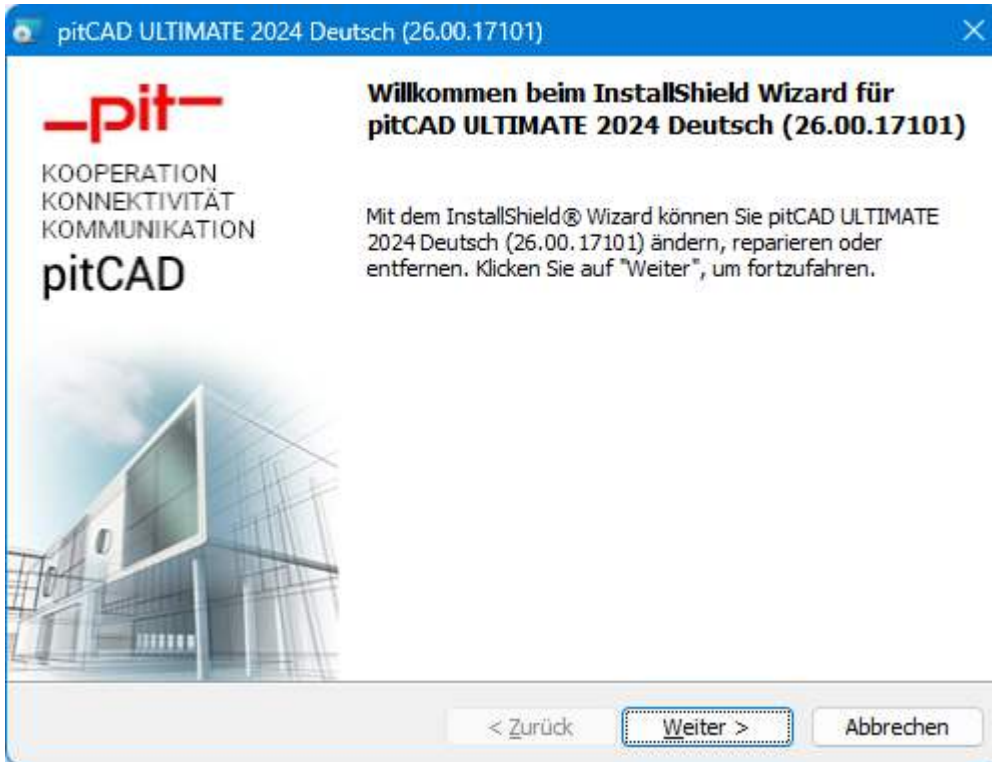 pitCAD ULTIMATE 2024 Deutsch (26.00.17101)
pit
KOOPERATION
KONNEKTIVITÄT
KOMMUNIKATION
pitCAD
Willkommen beim InstallShield Wizard für
pitCAD ULTIMATE 2024 Deutsch (26.00.17101)
Mit dem InstallShield® Wizard können Sie pitCAD ULTIMATE
2024 Deutsch (26.00.17101) ändern, reparieren oder
entfernen. Klicken Sie auf "Weiter", um fortzufahren.
< Zurück
Weiter >
Abbrechen